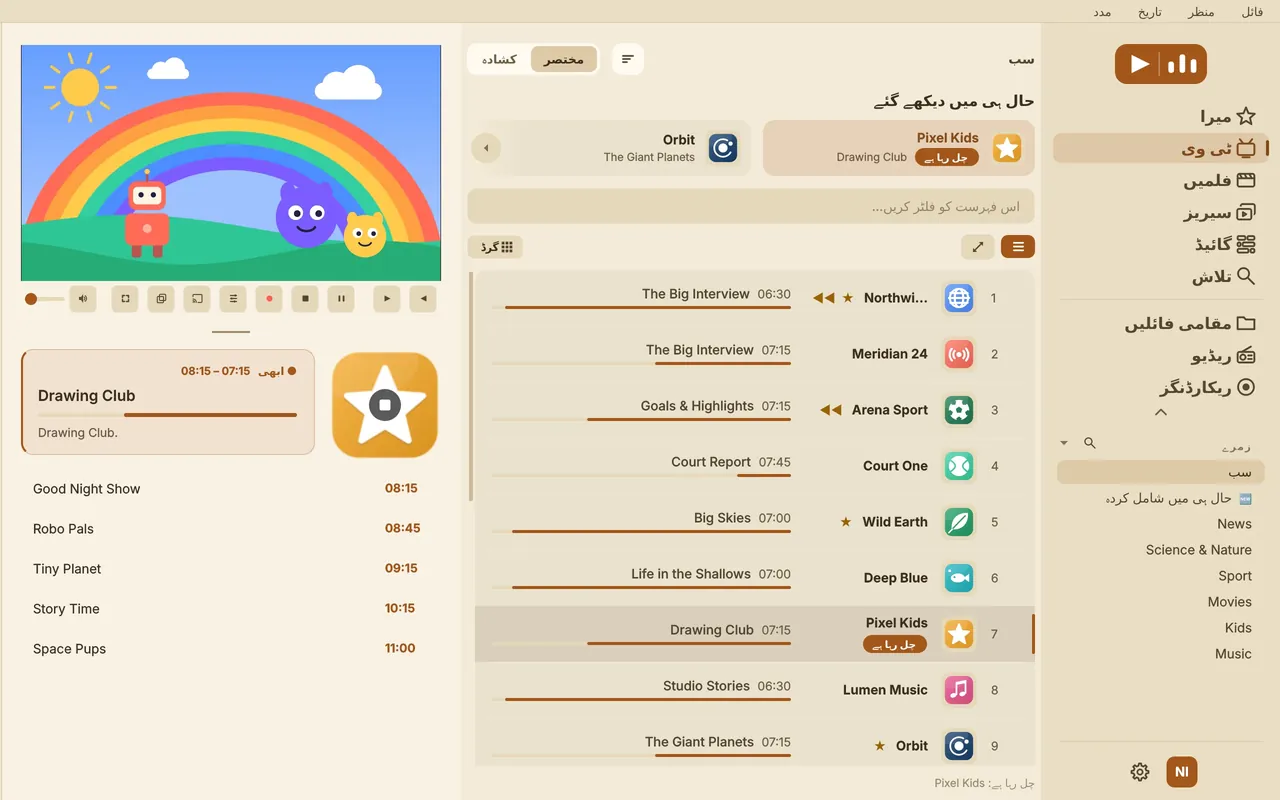 فائل
منظر
تاریخ
مدد
میرا
ٹی وی
فلمیں
سیریز
گائیڈ
تلاش
مقامی فائلیں
ریڈیو
ریکارڈنگز
زمرے
سب
حال ہی میں شامل کردہ 🆕
News
Science & Nature
Sport
Movies
Kids
Music
NI
سب
مختصر
کشادہ
حال ہی میں دیکھے گئے
Pixel Kids
چل رہا ہے Drawing Club
Orbit
The Giant Planets
اس فہرست کو فلٹر کریں...
گرڈ
1 Northwi... 06:30 The Big Interview
2 Meridian 24 07:15 The Big Interview
3 Arena Sport 07:15 Goals & Highlights
4 Court One 07:45 Court Report
5 Wild Earth 07:00 Big Skies
6 Deep Blue 07:00 Life in the Shallows
7 Pixel Kids 07:15 Drawing Club
چل رہا ہے
8 Lumen Music 06:30 Studio Stories
9 Orbit 07:15 The Giant Planets
چل رہا ہے: Pixel Kids
ابھی 07:15 – 08:15
Drawing Club
Drawing Club.
Good Night Show 08:15
Robo Pals 08:45
Tiny Planet 09:15
Story Time 10:15
Space Pups 11:00